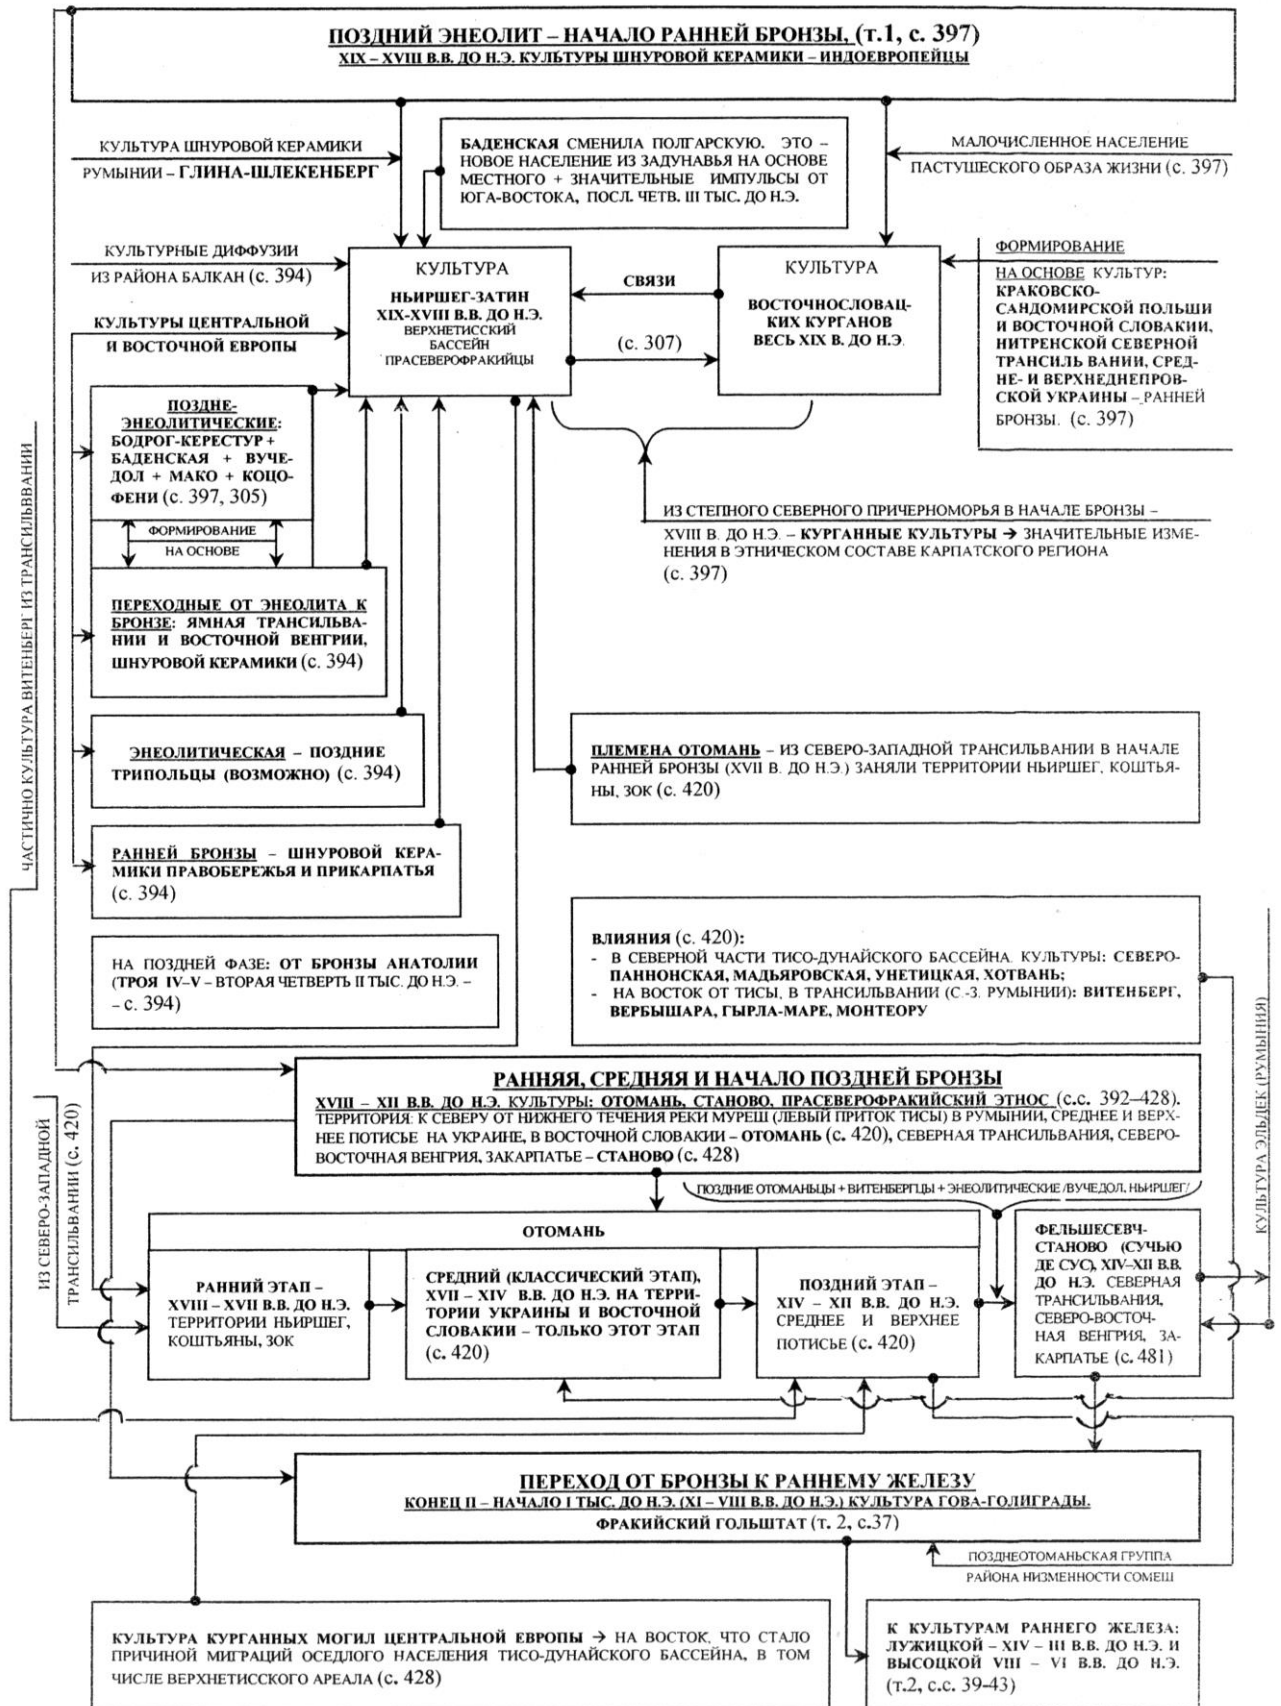 ПОЗДНИЙ ЭНЕОЛИТ – НАЧАЛО РАННЕЙ БРОНЗЫ, (т.1, с. 397)
XIX – XVIII В.В. ДО Н.Э. КУЛЬТУРЫ ШНУРОВОЙ КЕРАМИКИ – ИНДОЕВРОПЕЙЦЫ
КУЛЬТУРА ШНУРОВОЙ КЕРАМИКИ
РУМЫНИИ – ГЛИНА-ШЛЕКЕНБЕРГ
БАДЕНСКАЯ СМЕНИЛА ПОЛГАРСКУЮ. ЭТО –
НОВОЕ НАСЕЛЕНИЕ ИЗ ЗАДУНАВЬЯ НА ОСНОВЕ
МЕСТНОГО + ЗНАЧИТЕЛЬНЫЕ ИМПУЛЬСЫ ОТ
ЮГА-ВОСТОКА, ПОСЛ. ЧЕТВ. III ТЫС. ДО Н.Э.
МАЛОЧИСЛЕННОЕ НАСЕЛЕНИЕ
ПАСТУШЕСКОГО ОБРАЗА ЖИЗНИ (с. 397)
КУЛЬТУРНЫЕ ДИФФУЗИИ
ИЗ РАЙОНА БАЛКАН (с. 394)
КУЛЬТУРЫ ЦЕНТРАЛЬНОЙ
И ВОСТОЧНОЙ ЕВРОПЫ
КУЛЬТУРА
НЬИРШЕГ-ЗАТИН
XIX-XVIII В.В. ДО Н.Э.
ВЕРХНЕТИССКИЙ
БАССЕЙН
ПРАСЕВЕРОФРАКИЙЦЫ
СВЯЗИ
(с. 307)
КУЛЬТУРА
ВОСТОЧНОСЛОВАЦ-
КИХ КУРГАНОВ
ВЕСЬ XIX В. ДО Н.Э.
ФОРМИРОВАНИЕ
НА ОСНОВЕ КУЛЬТУР:
КРАКОВСКО-
САНДОМИРСКОЙ ПОЛЬШИ
И ВОСТОЧНОЙ СЛОВАКИИ,
НИТРЕНСКОЙ СЕВЕРНОЙ
ТРАНСИЛЬ ВАНИИ, СРЕД-
НЕ- И ВЕРХНЕДНЕПРОВ-
СКОЙ УКРАИНЫ – РАННЕЙ
БРОНЗЫ. (с. 397)
ПОЗДНЕ-
ЭНЕОЛИТИЧЕСКИЕ:
БОДРОГ-КЕРЕСТУР +
БАДЕНСКАЯ + ВУЧЕ-
ДОЛ + МАКО + КОЦО-
ФЕНИ (с. 397, 305)
ФОРМИРОВАНИЕ
НА ОСНОВЕ
ПЕРЕХОДНЫЕ ОТ ЭНЕОЛИТА К
БРОНЗЕ: ЯМНАЯ ТРАНСИЛЬВА-
НИИ И ВОСТОЧНОЙ ВЕНГРИИ,
ШНУРОВОЙ КЕРАМИКИ (с. 394)
ИЗ СТЕПНОГО СЕВЕРНОГО ПРИЧЕРНОМОРЬЯ В НАЧАЛЕ БРОНЗЫ –
XVIII В. ДО Н.Э. – КУРГАННЫЕ КУЛЬТУРЫ → ЗНАЧИТЕЛЬНЫЕ ИЗМЕ-
НЕНИЯ В ЭТНИЧЕСКОМ СОСТАВЕ КАРПАТСКОГО РЕГИОНА
(с. 397)
ЭНЕОЛИТИЧЕСКАЯ – ПОЗДНИЕ
ТРИПОЛЬЦЫ (ВОЗМОЖНО) (с. 394)
ПЛЕМЕНА ОТОМАНЬ – ИЗ СЕВЕРО-ЗАПАДНОЙ ТРАНСИЛЬВАНИИ В НАЧАЛЕ
РАННЕЙ БРОНЗЫ (XVII В. ДО Н.Э.) ЗАНЯЛИ ТЕРРИТОРИИ НЬИРШЕГ, КОШТЬЯ-
НЫ, ЗОК (с. 420)
РАННЕЙ БРОНЗЫ – ШНУРОВОЙ КЕРА-
МИКИ ПРАВОБЕРЕЖЬЯ И ПРИКАРПАТЬЯ
(с. 394)
ЧАСТИЧНО КУЛЬТУРА ВИТЕНБЕРГ ИЗ ТРАНСИЛЬВВАНИИ
НА ПОЗДНЕЙ ФАЗЕ: ОТ БРОНЗЫ АНАТОЛИИ
(ТРОЯ IV–V – ВТОРАЯ ЧЕТВЕРТЬ II ТЫС. ДО Н.Э. –
– с. 394)
ВЛИЯНИЯ (с. 420):
- В СЕВЕРНОЙ ЧАСТИ ТИСО-ДУНАЙСКОГО БАССЕЙНА. КУЛЬТУРЫ: СЕВЕРО-
ПАННОНСКАЯ, МАДЬЯРОВСКАЯ, УНЕТИЦКАЯ, ХОТВАНЬ;
- НА ВОСТОК ОТ ТИСЫ, В ТРАНСИЛЬВАНИИ (С.-З. РУМЫНИИ): ВИТЕНБЕРГ,
ВЕРБЫШАРА, ГЫРЛА-МАРЕ, МОНТЕОРУ
КУЛЬТУРА ЭЛЬДЕК (РУМЫНИЯ)
РАННЯЯ, СРЕДНЯЯ И НАЧАЛО ПОЗДНЕЙ БРОНЗЫ
XVIII – XII В.В. ДО Н.Э. КУЛЬТУРЫ: ОТОМАНЬ, СТАНОВО, ПРАСЕВЕРОФРАКИЙСКИЙ ЭТНОС (с.с. 392–428).
ТЕРРИТОРИЯ: К СЕВЕРУ ОТ НИЖНЕГО ТЕЧЕНИЯ РЕКИ МУРЕШ (ЛЕВЫЙ ПРИТОК ТИСЫ) В РУМЫНИИ, СРЕДНЕЕ И ВЕРХ-
НЕЕ ПОТИСЬЕ НА УКРАИНЕ, В ВОСТОЧНОЙ СЛОВАКИИ – ОТОМАНЬ (с. 420), СЕВЕРНАЯ ТРАНСИЛЬВАНИЯ, СЕВЕРО-
ВОСТОЧНАЯ ВЕНГРИЯ, ЗАКАРПАТЬЕ – СТАНОВО (с. 428)
ИЗ СЕВЕРО-ЗАПАДНОЙ
ТРАНСИЛЬВАНИИ (с. 420)
ПОЗДНИЕ ОТОМАНЬЦЫ + ВИТЕНБЕРГЦЫ + ЭНЕОЛИТИЧЕСКИЕ /ВУЧЕДОЛ, НЬИРШЕГ/
ОТОМАНЬ
РАННИЙ ЭТАП –
XVIII – XVII В.В. ДО Н.Э.
ТЕРРИТОРИИ НЬИРШЕГ,
КОШТЬЯНЫ, ЗОК
СРЕДНИЙ (КЛАССИЧЕСКИЙ ЭТАП),
XVII – XIV В.В. ДО Н.Э. НА ТЕРРИ-
ТОРИИ УКРАИНЫ И ВОСТОЧНОЙ
СЛОВАКИИ – ТОЛЬКО ЭТОТ ЭТАП
(с. 420)
ПОЗДНИЙ ЭТАП –
XIV – XII В.В. ДО Н.Э.
СРЕДНЕЕ И ВЕРХНЕЕ
ПОТИСЬЕ (с. 420)
ФЕЛЬШЕСЕВЧ-
СТАНОВО (СУЧЬЮ
ДЕ СУС), XIV–XII В.В.
ДО Н.Э. СЕВЕРНАЯ
ТРАНСИЛЬВАНИЯ,
СЕВЕРО-ВОСТОЧ-
НАЯ ВЕНГРИЯ, ЗА-
КАРПАТЬЕ (с. 481)
ПЕРЕХОД ОТ БРОНЗЫ К РАННЕМУ ЖЕЛЕЗУ
КОНЕЦ II – НАЧАЛО I ТЫС. ДО Н.Э. (XI – VIII В.В. ДО Н.Э.) КУЛЬТУРА ГОВА-ГОЛИГРАДЫ.
ФРАКИЙСКИЙ ГОЛЬШТАТ (т. 2, с.37)
ПОЗДНЕОТОМАНЬСКАЯ ГРУППА
РАЙОНА НИЗМЕННОСТИ СОМЕШ
КУЛЬТУРА КУРГАННЫХ МОГИЛ ЦЕНТРАЛЬНОЙ ЕВРОПЫ → НА ВОСТОК, ЧТО СТАЛО
ПРИЧИНОЙ МИГРАЦИЙ ОСЕДЛОГО НАСЕЛЕНИЯ ТИСО-ДУНАЙСКОГО БАССЕЙНА, В ТОМ
ЧИСЛЕ ВЕРХНЕТИССКОГО АРЕАЛА (с. 428)
К КУЛЬТУРАМ РАННЕГО ЖЕЛЕЗА:
ЛУЖИЦКОЙ – XIV – III В.В. ДО Н.Э. И
ВЫСОЦКОЙ VIII – VI В.В. ДО Н.Э.
(т.2, с.с. 39-43)